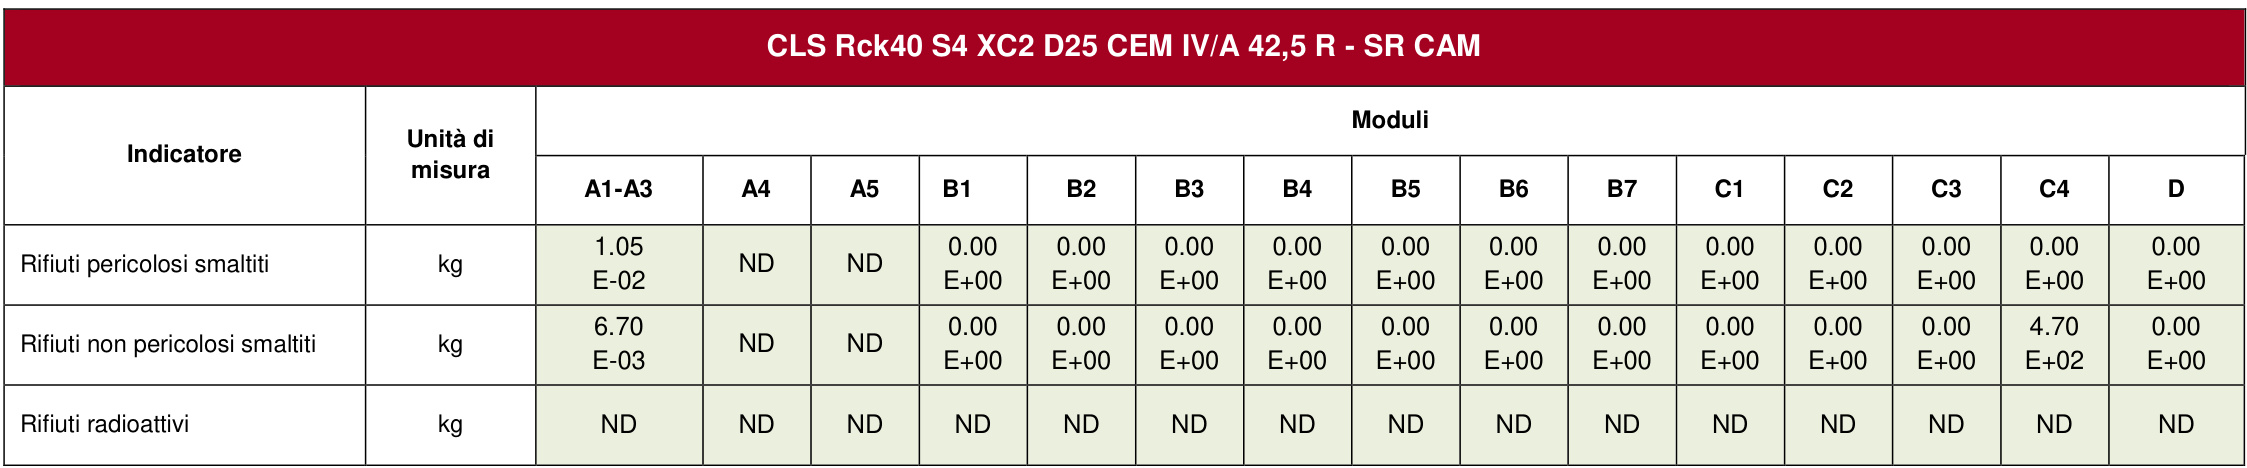 CLS Rck40 S4 XC2 D25 CEM IV/A 42,5 R - SR CAM
Indicatore
Unità di
misura
Moduli
A1-A3 A4 A5 B1 B2 B3 B4 B5 B6 B7 C1 C2 C3 C4 D
Rifiuti pericolosi smaltiti kg 1.05 ND ND 0.00 0.00 0.00 0.00 0.00 0.00 0.00 0.00 0.00 0.00 0.00 0.00
E-02 E+00 E+00 E+00 E+00 E+00 E+00 E+00 E+00 E+00 E+00 E+00 E+00
Rifiuti non pericolosi smaltiti kg 6.70 ND ND 0.00 0.00 0.00 0.00 0.00 0.00 0.00 0.00 0.00 0.00 4.70 0.00
E-03 E+00 E+00 E+00 E+00 E+00 E+00 E+00 E+00 E+00 E+00 E+02 E+00
Rifiuti radioattivi kg ND ND ND ND ND ND ND ND ND ND ND ND ND ND ND